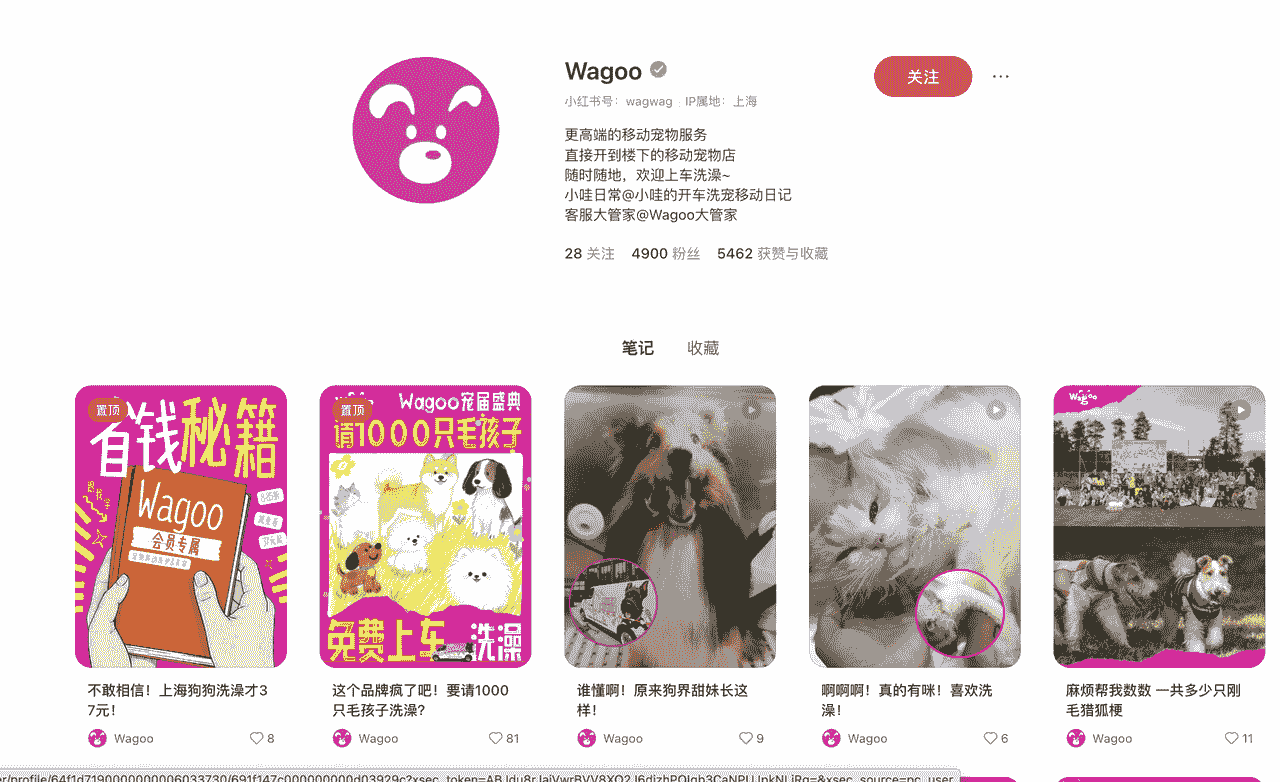 Wagoo
关注
小红书号：wagwag
IP属地：上海
更高端的移动宠物服务
直接开到楼下的移动宠物店
随时随地，欢迎上车洗澡~
小哇日常@小哇的开车洗宠移动日记
客服大管家@Wagoo大管家
28 关注 4900 粉丝 5462 获赞与收藏
笔记 收藏
置顶
省钱秘籍
Wagoo
会员专属
不敢相信！上海狗狗洗澡才3
7元！
Wagoo
8
置顶
Wagoo宠届盛典
请1000只毛孩子
免费上车 洗澡
这个品牌疯了吧！要请1000
只毛孩子洗澡？
Wagoo
81
谁懂啊！原来狗界甜妹长这
样！
Wagoo
9
啊啊啊！真的有咪！喜欢洗
澡！
Wagoo
6
Wagoo
麻烦帮我数数 一共多少只刚
毛猎狐梗
Wagoo
11